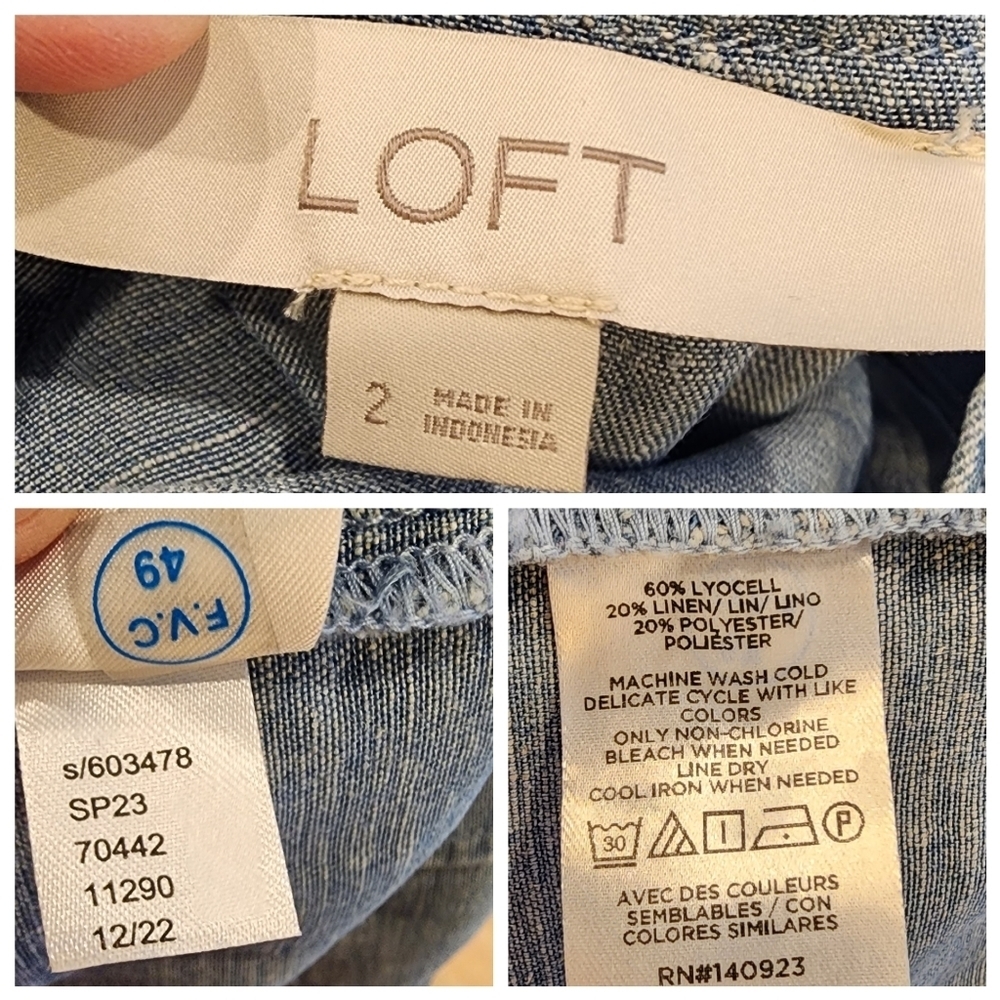 LOFT
2
MADE IN
INDONESIA
F.V.C
49
s/603478
SP23
70442
11290
12/22
60% LYOCELL
20% LINEN/ LIN/ LINO
20% POLYESTER/
POLIÉSTER
MACHINE WASH COLD
DELICATE CYCLE WITH LIKE
COLORS
ONLY NON-CHLORINE
BLEACH WHEN NEEDED
LINE DRY
COOL IRON WHEN NEEDED
30
P
AVEC DES COULEURS
SEMBLABLES / CON
COLORES SIMILARES
RN#140923